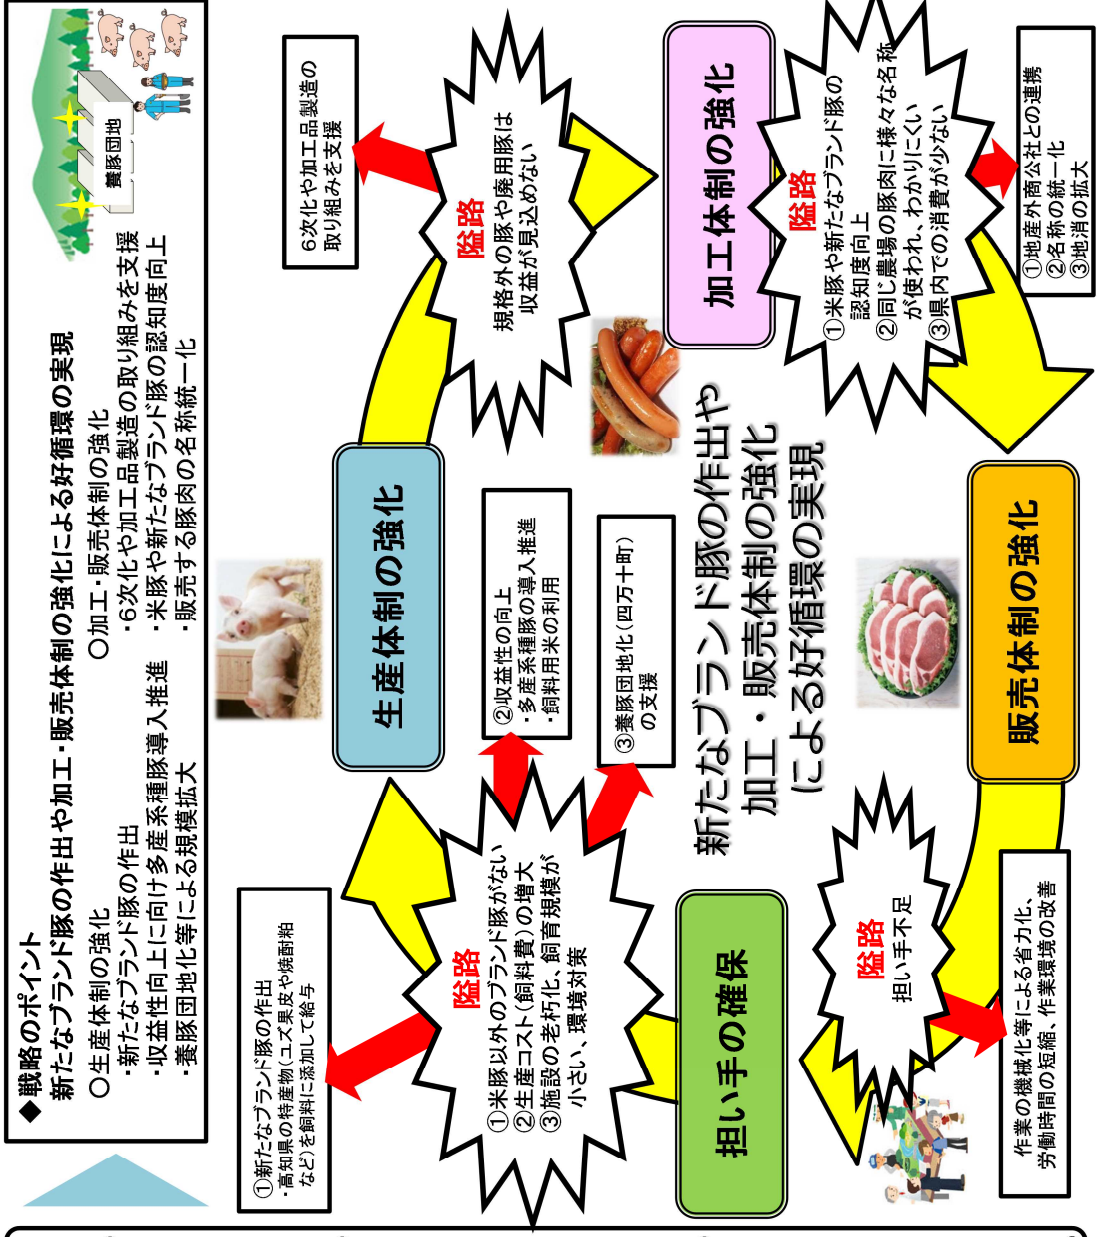 ◆戦略のポイント
新たなブランド豚の作出や加工・販売体制の強化による好循環の実現
○生産体制の強化
・新たなブランド豚の作出
・収益性向上に向け多産系種豚導入推進
・養豚団地化等による規模拡大
○加工・販売体制の強化
・6次化や加工品製造の取り組みを支援
・米豚や新たなブランド豚の認知度向上
・販売する豚肉の名称統一化
養豚団地
①新たなブランド豚の作出
・高知県の特産物(ユズ果皮や焼酎粕
など)を飼料に添加して給与
生産体制の強化
6次化や加工品製造の
取り組みを支援
隘路
①米豚以外のブランド豚がない
②生産コスト(飼料費)の増大
③施設の老朽化、飼育規模が
小さい、環境対策
②収益性の向上
・多産系種豚の導入推進
・飼料用米の利用
③養豚団地化(四万十町)
の支援
隘路
規格外の豚や廃用豚は
収益が見込めない
担い手の確保
新たなブランド豚の作出や
加工・販売体制の強化
による好循環の実現
加工体制の強化
隘路
担い手不足
隘路
①米豚や新たなブランド豚の
認知度向上
②同じ農場の豚肉に様々な名称
が使われ、わかりにくい
③県内での消費が少ない
作業の機械化等による省力化、
労働時間の短縮、作業環境の改善
販売体制の強化
①地産外商公社との連携
②名称の統一化
③地消の拡大